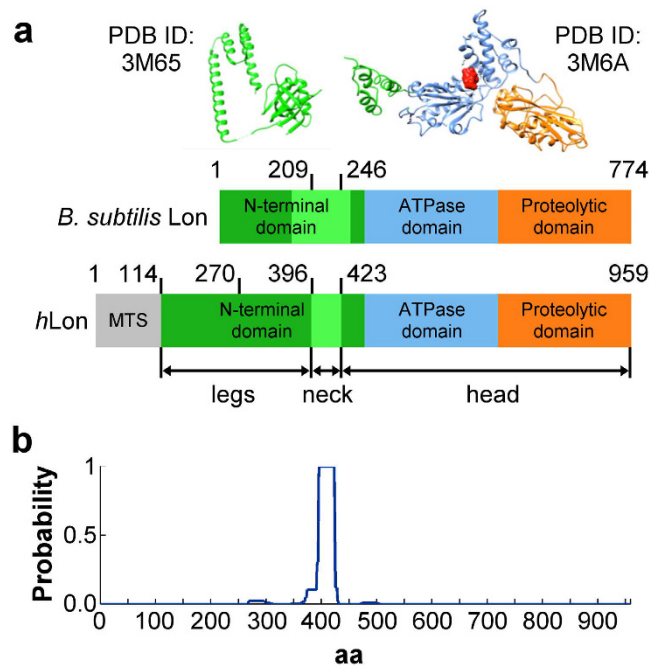 a
PDB ID: 3M65
PDB ID: 3M6A
1 209 246 774
B. subtilis Lon
N-terminal domain
ATPase domain
Proteolytic domain
1 114 270 396 423 959
hLon
MTS
N-terminal domain
ATPase domain
Proteolytic domain
legs neck head
b
Probability
1
0.5
0.0
0 100 200 300 400 500 600 700 800 900
aa